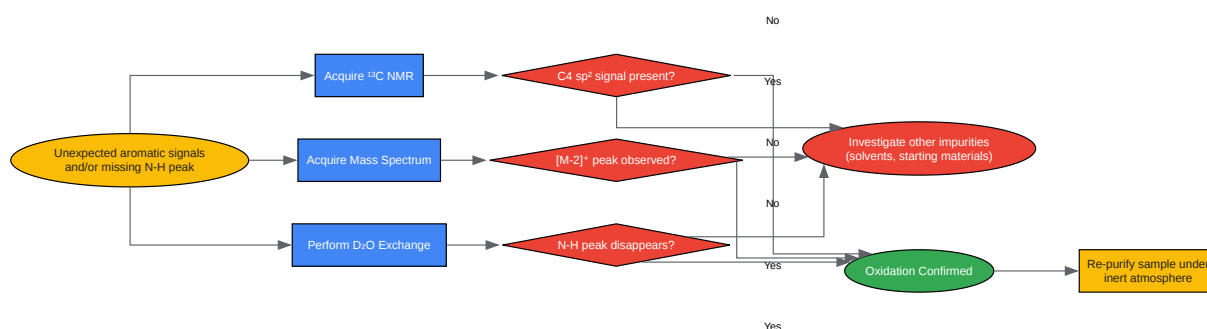 No
Acquire ¹³C NMR
C4 sp² signal present?
Yes
Unexpected aromatic signals
and/or missing N-H peak
Acquire Mass Spectrum
[M-2]⁺ peak observed?
No
Investigate other impurities
(solvents, starting materials)
No
Perform D₂O Exchange
N-H peak disappears?
Yes
Oxidation Confirmed
Re-purify sample under
inert atmosphere
Yes